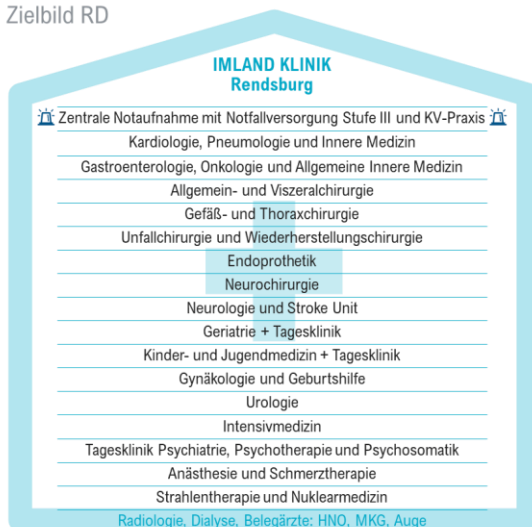 Zielbild RD
IMLAND KLINIK
Rendsburg
Zentrale Notaufnahme mit Notfallversorgung Stufe III und KV-Praxis
Kardiologie, Pneumologie und Innere Medizin
Gastroenterologie, Onkologie und Allgemeine Innere Medizin
Allgemein- und Viszeralchirurgie
Gefäß- und Thoraxchirurgie
Unfallchirurgie und Wiederherstellungschirurgie
Endoprothetik
Neurochirurgie
Neurologie und Stroke Unit
Geriatrie + Tagesklinik
Kinder- und Jugendmedizin + Tagesklinik
Gynäkologie und Geburtshilfe
Urologie
Intensivmedizin
Tagesklinik Psychiatrie, Psychotherapie und Psychosomatik
Anästhesie und Schmerztherapie
Strahlentherapie und Nuklearmedizin
Radiologie, Dialyse, Belegärzte: HNO, MKG, Auge